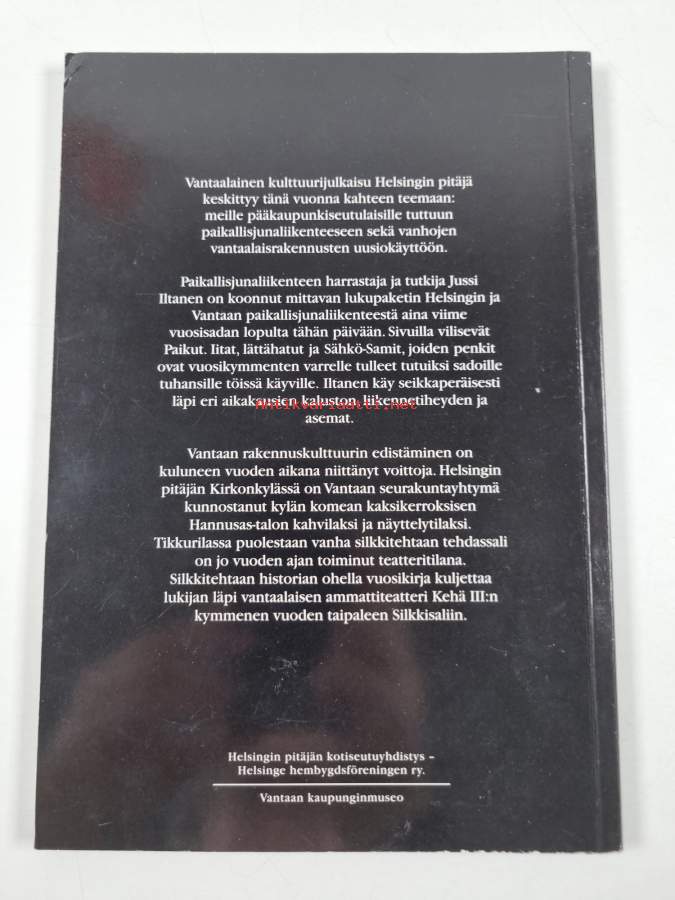 Vantaalainen kulttuurijulkaisu Helsingin pitäjä
keskittyy tänä vuonna kahteen teemaan:
meille pääkaupunkiseutulaisille tuttuun
paikallisjunaliikenteeseen sekä vanhojen
vantaalaisrakennusten uusiokäyttöön.
Paikallisjunaliikenteen harrastaja ja tutkija Jussi
Iltanen on koonnut mittavan lukupaketin Helsingin ja
Vantaan paikallisjunaliikenteestä aina viime
vuosisadan lopulta tähän päivään. Sivuilla vilisevät
Paikut. Iitat, lättähatut ja Sähkö-Samit, joiden penkit
ovat vuosikymmenten varrelle tulleet tutuiksi sadoille
tuhansille töissä käyville. Iltanen käy seikkaperäisesti
läpi eri aikakausien kaluston liikennetiheyden ja
Antikvariaatti.net
asemat.
Vantaan rakennuskulttuurin edistäminen on
kuluneen vuoden aikana niittänyt voittoja. Helsingin
pitäjän Kirkonkylässä on Vantaan seurakuntayhtymä
kunnostanut kylän komean kaksikerroksisen
Hannusas-talon kahvilaksi ja näyttelytilaksi.
Tikkurilassa puolestaan vanha silkkitehtaan tehdassali
on jo vuoden ajan toiminut teatteritilana.
Silkkitehtaan historian ohella vuosikirja kuljettaa
lukijan läpi vantaalaisen ammattiteatteri Kehä III:n
kymmenen vuoden taipaleen Silkkisaliin.
Helsingin pitäjän kotiseutuyhdistys –
Helsinge hembygdsföreningen ry.
Vantaan kaupunginmuseo